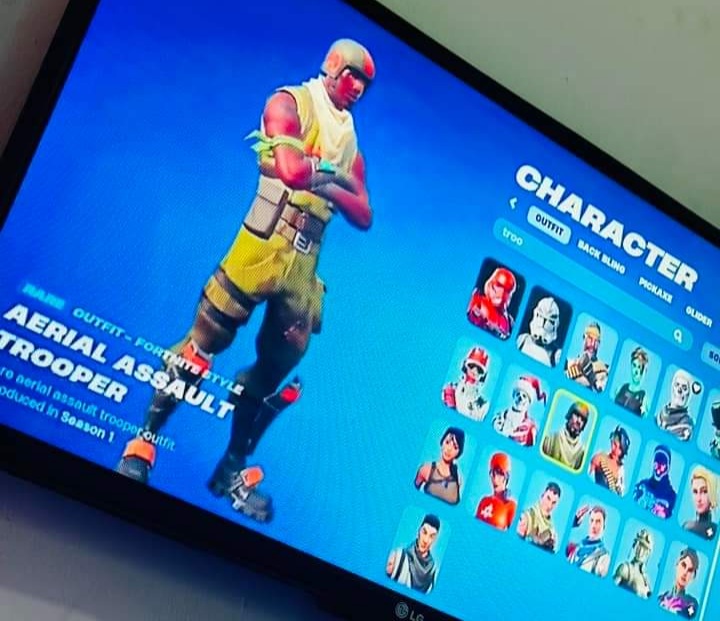 CHARACTER
OUTFIT
BACK BLING
PICKAXE
GLIDER
troo
RARE OUTFIT - FORTNITE STYLE
AERIAL ASSAULT
TROOPER
re aerial assault trooper outfit
oduced in Season 1
LG